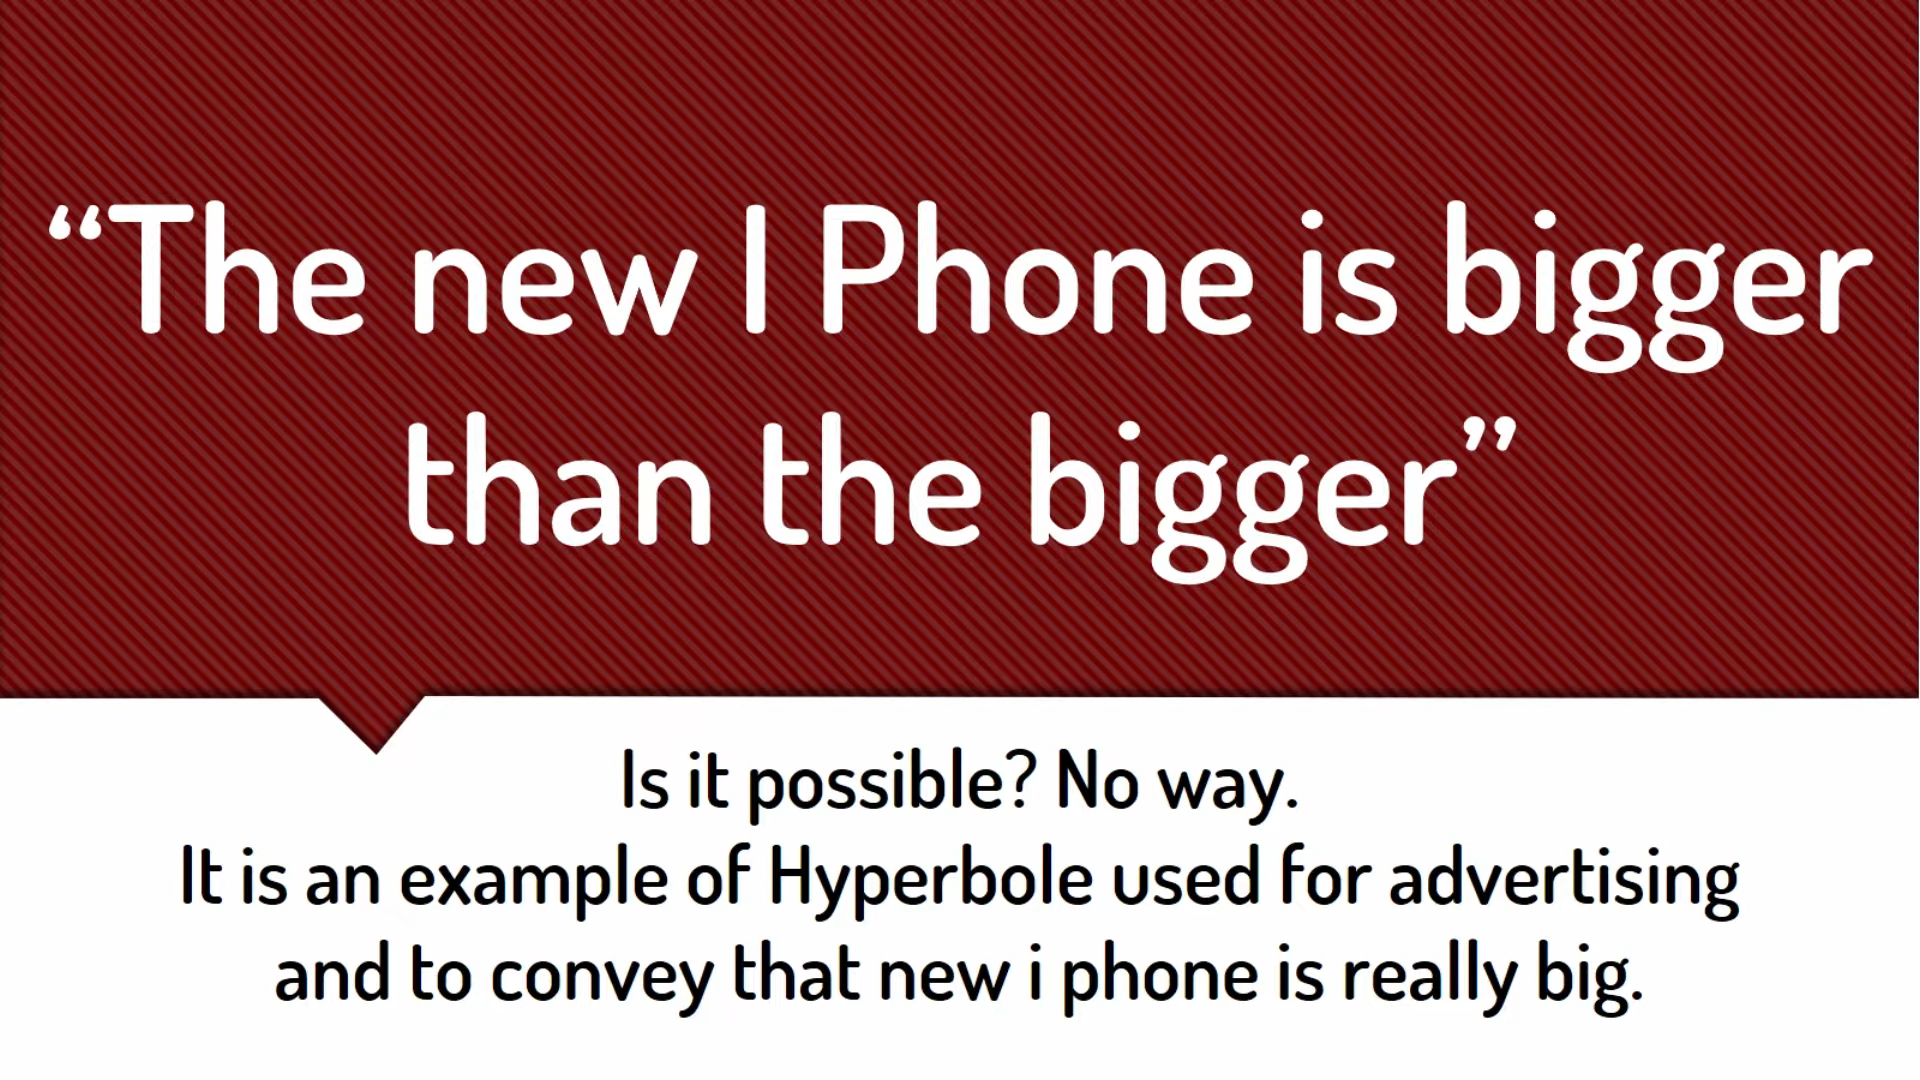 “The new I Phone is bigger
than the bigger”
Is it possible? No way.
It is an example of Hyperbole used for advertising
and to convey that new i phone is really big.